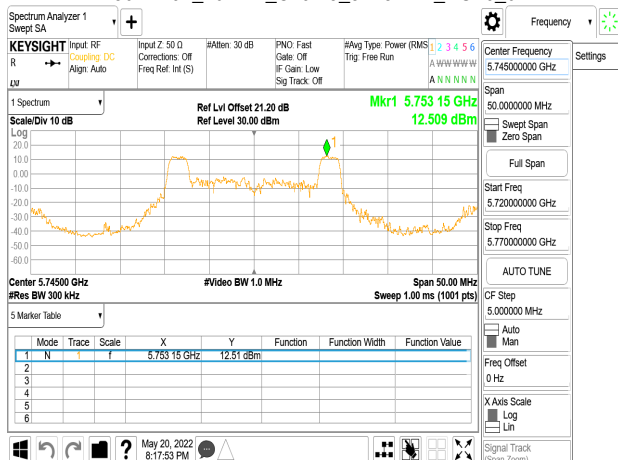 Spectrum Analyzer 1
Swept SA
Frequency
KEYSIGHT
R
Input: RF
Coupling: DC
Align: Auto
Input Z: 50 Ω
Corrections: Off
Freq Ref: Int (S)
#Atten: 30 dB
PNO: Fast
Gate: Off
IF Gain: Low
Sig Track: Off
#Avg Type: Power (RMS
Trig: Free Run
1 2 3 4 5 6
A W W W W W
A N N N N N
Center Frequency
5.745000000 GHz
Settings
Span
50.0000000 MHz
Swept Span
Zero Span
Full Span
Start Freq
5.720000000 GHz
Stop Freq
5.770000000 GHz
AUTO TUNE
CF Step
5.000000 MHz
Auto
Man
Freq Offset
0 Hz
X Axis Scale
Log
Lin
Signal Track
(Span Zoom)
1 Spectrum
Scale/Div 10 dB
Ref Lvl Offset 21.20 dB
Ref Level 30.00 dBm
Mkr1 5.753 15 GHz
12.509 dBm
Log
20.0
10.0
0.00
-10.0
-20.0
-30.0
-40.0
-50.0
-60.0
1
Center 5.74500 GHz
#Res BW 300 kHz
#Video BW 1.0 MHz
Span 50.00 MHz
Sweep 1.00 ms (1001 pts)
5 Marker Table
Mode Trace Scale X Y Function Function Width Function Value
1 N 1 f 5.753 15 GHz 12.51 dBm
2
3
4
5
6
May 20, 2022
8:17:53 PM